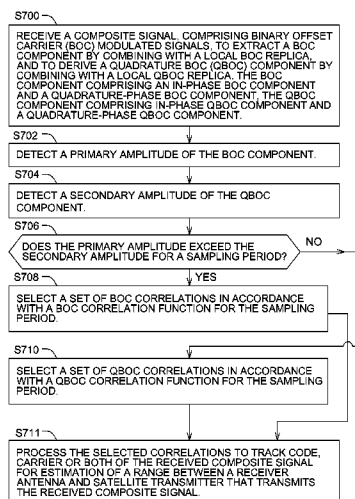 S700
RECEIVE A COMPOSITE SIGNAL, COMPRISING BINARY OFFSET
CARRIER (BOC) MODULATED SIGNALS, TO EXTRACT A BOC
COMPONENT BY COMBINING WITH A LOCAL BOC REPLICA,
AND TO DERIVE A QUADRATURE BOC (QBOC) COMPONENT BY
COMBINING WITH A LOCAL QBOC REPLICA. THE BOC
COMPONENT COMPRISING AN IN-PHASE BOC COMPONENT
AND A QUADRATURE-PHASE BOC COMPONENT, THE QBOC
COMPONENT COMPRISING IN-PHASE QBOC COMPONENT AND
A QUADRATURE-PHASE QBOC COMPONENT.
S702
DETECT A PRIMARY AMPLITUDE OF THE BOC COMPONENT.
S704
DETECT A SECONDARY AMPLITUDE OF THE QBOC
COMPONENT.
S706
DOES THE PRIMARY AMPLITUDE EXCEED THE
SECONDARY AMPLITUDE FOR A SAMPLING PERIOD?
NO
YES
S708
SELECT A SET OF BOC CORRELATIONS IN ACCORDANCE
WITH A BOC CORRELATION FUNCTION FOR THE SAMPLING
PERIOD.
S710
SELECT A SET OF QBOC CORRELATIONS IN ACCORDANCE
WITH A QBOC CORRELATION FUNCTION FOR THE SAMPLING
PERIOD.
S711
PROCESS THE SELECTED CORRELATIONS TO TRACK CODE,
CARRIER OR BOTH OF THE RECEIVED COMPOSITE SIGNAL
FOR ESTIMATION OF A RANGE BETWEEN A RECEIVER
ANTENNA AND SATELLITE TRANSMITTER THAT TRANSMITS
THE RECEIVED COMPOSITE SIGNAL.